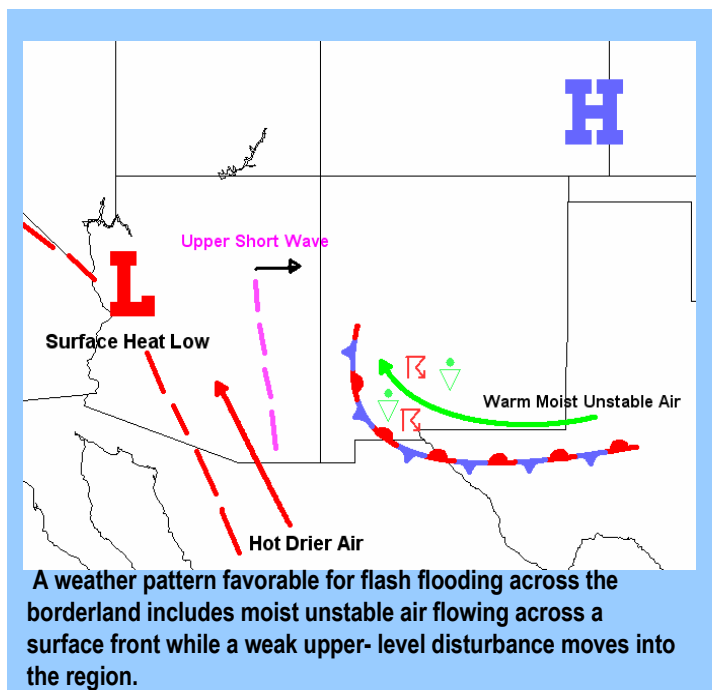 H
Upper Short Wave
L
Surface Heat Low
Warm Moist Unstable Air
Hot Drier Air
A weather pattern favorable for flash flooding across the
borderland includes moist unstable air flowing across a
surface front while a weak upper- level disturbance moves into
the region.